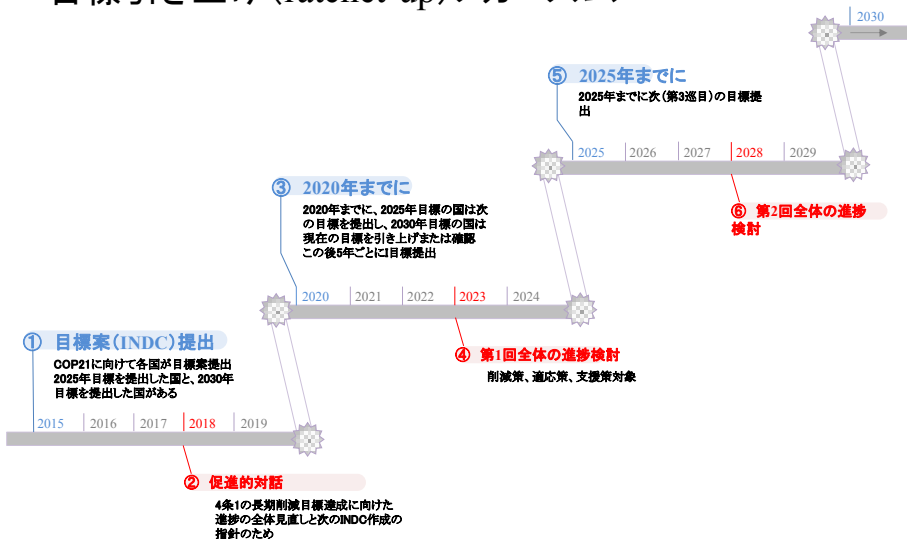 2030
⑤ 2025年までに
2025年までに次（第3巡目）の目標提
出
2025 2026 2027 2028 2029
⑥ 第2回全体の進捗
検討
③ 2020年までに
2020年までに、2025年目標の国は次
の目標を提出し、2030年目標の国は
現在の目標を引き上げまたは確認
この後5年ごとにI目標提出
2020 2021 2022 2023 2024
④ 第1回全体の進捗検討
削減策、適応策、支援策対象
① 目標案（INDC）提出
COP21に向けて各国が目標案提出
2025年目標を提出した国と、2030年
目標を提出した国がある
2015 2016 2017 2018 2019
② 促進的対話
4条1の長期削減目標達成に向けた
進捗の全体見直しと次のINDC作成の
指針のため